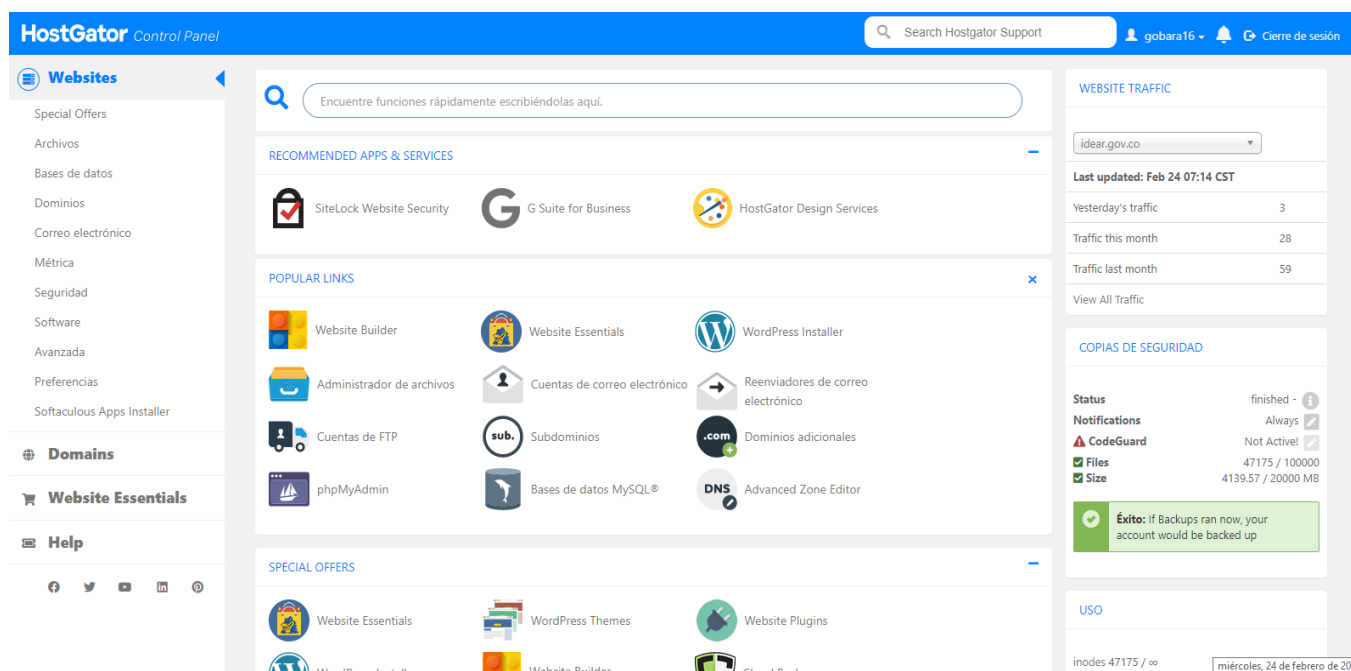 HostGator Control Panel
Search Hostgator Support
gobara16
Cierre de sesión
Websites
Special Offers
Archivos
Bases de datos
Dominios
Correo electrónico
Métrica
Seguridad
Software
Avanzada
Preferencias
Softaculous Apps Installer
Domains
Website Essentials
Help
Encuentre funciones rápidamente escribiéndolas aquí.
RECOMMENDED APPS & SERVICES
SiteLock Website Security
G Suite for Business
HostGator Design Services
POPULAR LINKS
Website Builder
Website Essentials
WordPress Installer
Administrador de archivos
Cuentas de correo electrónico
Reenviadores de correo
electrónico
Cuentas de FTP
sub.
Subdominios
.com
Dominios adicionales
phpMyAdmin
Bases de datos MySQL®
DNS
Advanced Zone Editor
SPECIAL OFFERS
Website Essentials
WordPress Themes
Website Plugins
Website Builder
WEBSITE TRAFFIC
idear.gov.co
Last updated: Feb 24 07:14 CST
Yesterday's traffic 3
Traffic this month 28
Traffic last month 59
View All Traffic
COPIAS DE SEGURIDAD
Status finished -
Notifications Always
CodeGuard Not Active!
Files 47175 / 100000
Size 4139.57 / 20000 MB
Éxito: If Backups ran now, your
account would be backed up
USO
inodes 47175 / ∞
miércoles, 24 de febrero de 20